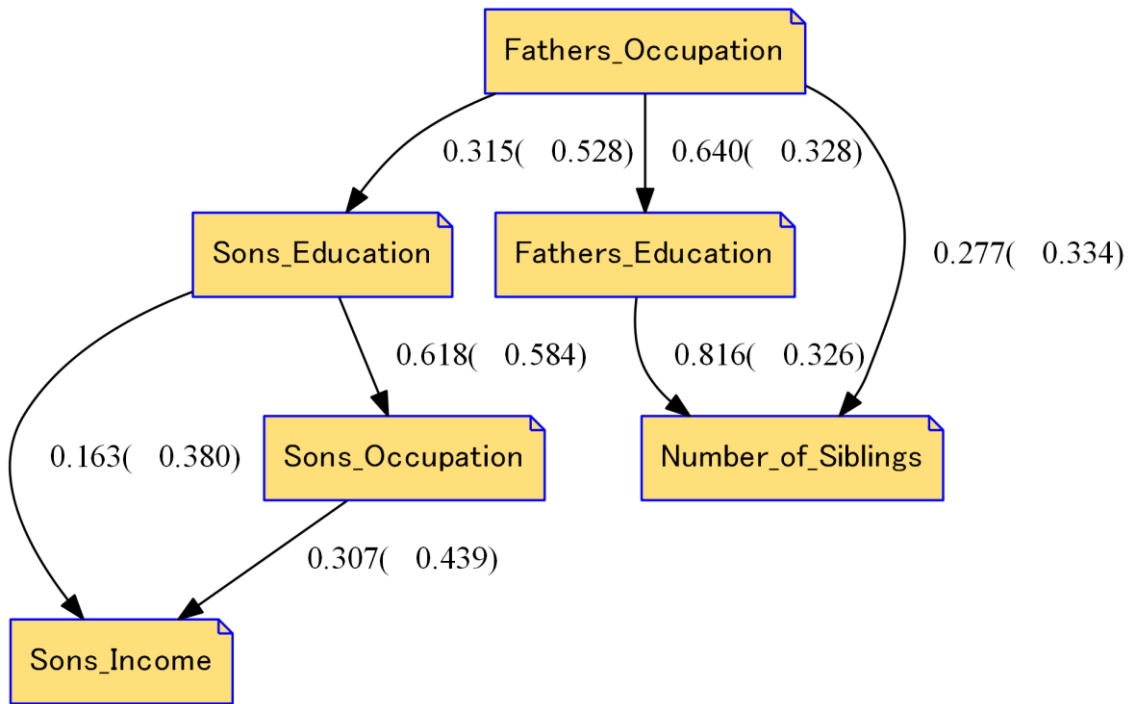 Fathers_Occupation
0.315( 0.528)
0.640( 0.328)
Sons_Education
Fathers_Education
0.277( 0.334)
0.618( 0.584)
0.816( 0.326)
0.163( 0.380)
Sons_Occupation
Number_of_Siblings
0.307( 0.439)
Sons_Income